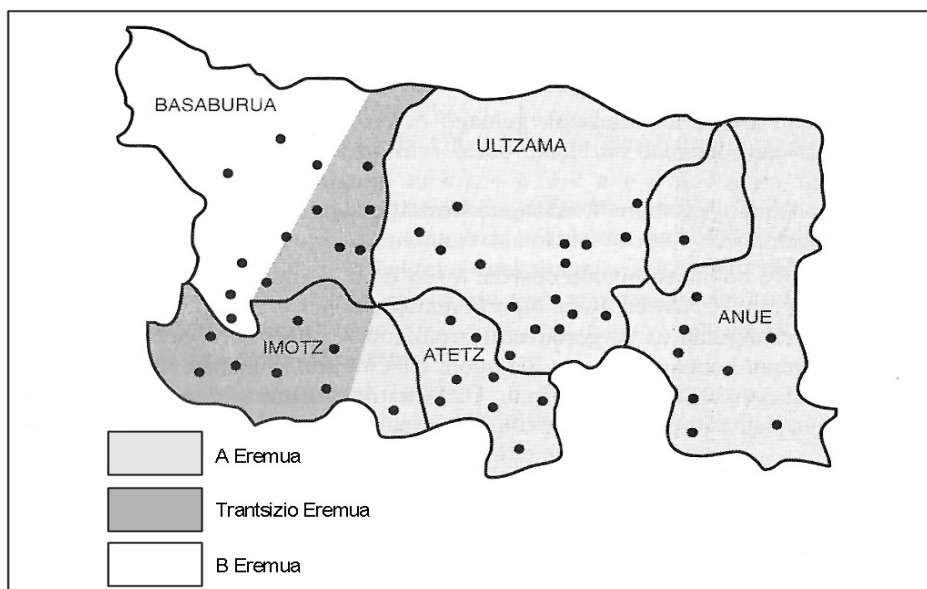 BASABURUA
ULTZAMA
ANUE
IMOTZ
ATETZ
A Eremua
Trantsizio Eremua
B Eremua